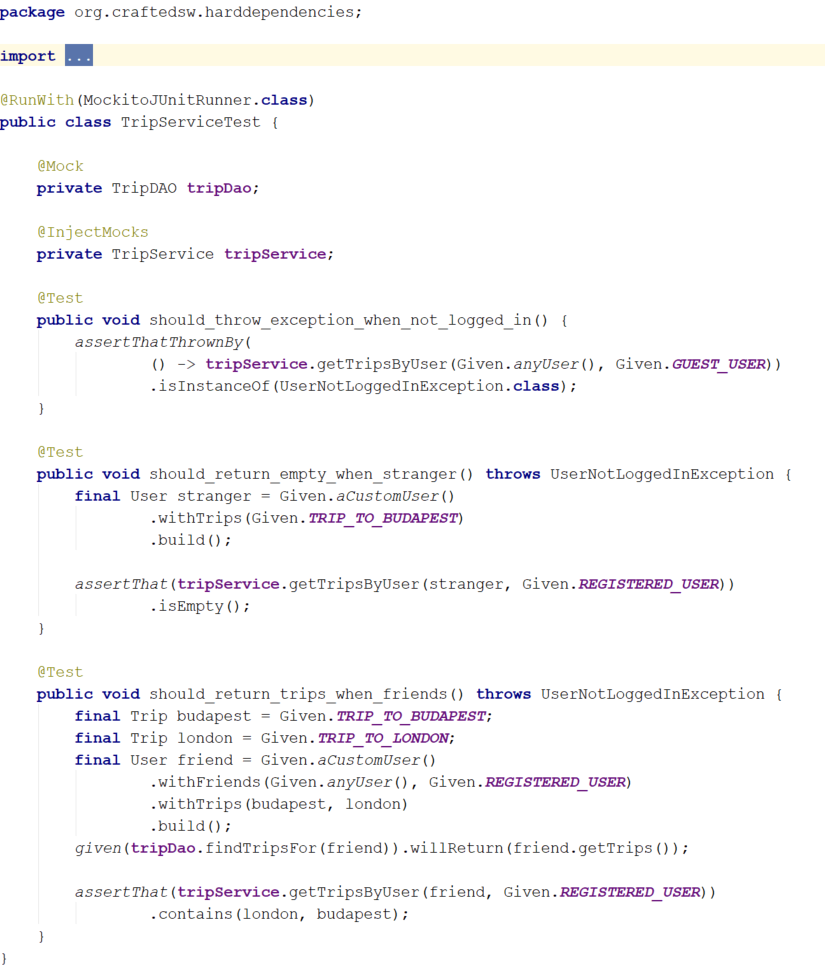 package org.craftedsw.harddependencies;
import ...
@RunWith(MockitoJUnitRunner.class)
public class TripServiceTest {
@Mock
private TripDAO tripDao;
@InjectMocks
private TripService tripService;
@Test
public void should_throw_exception_when_not_logged_in() {
assertThatThrownBy(
() -> tripService.getTripsByUser(Given.anyUser(), Given.GUEST_USER))
.isInstanceOf(UserNotLoggedInException.class);
}
@Test
public void should_return_empty_when_stranger() throws UserNotLoggedInException {
final User stranger = Given.aCustomUser()
.withTrips(Given.TRIP_TO_BUDAPEST)
.build();
assertThat(tripService.getTripsByUser(stranger, Given.REGISTERED_USER))
.isEmpty();
}
@Test
public void should_return_trips_when_friends() throws UserNotLoggedInException {
final Trip budapest = Given.TRIP_TO_BUDAPEST;
final Trip london = Given.TRIP_TO_LONDON;
final User friend = Given.aCustomUser()
.withFriends(Given.anyUser(), Given.REGISTERED_USER)
.withTrips(budapest, london)
.build();
given(tripDao.findTripsFor(friend)).willReturn(friend.getTrips());
assertThat(tripService.getTripsByUser(friend, Given.REGISTERED_USER))
.contains(london, budapest);
}
}